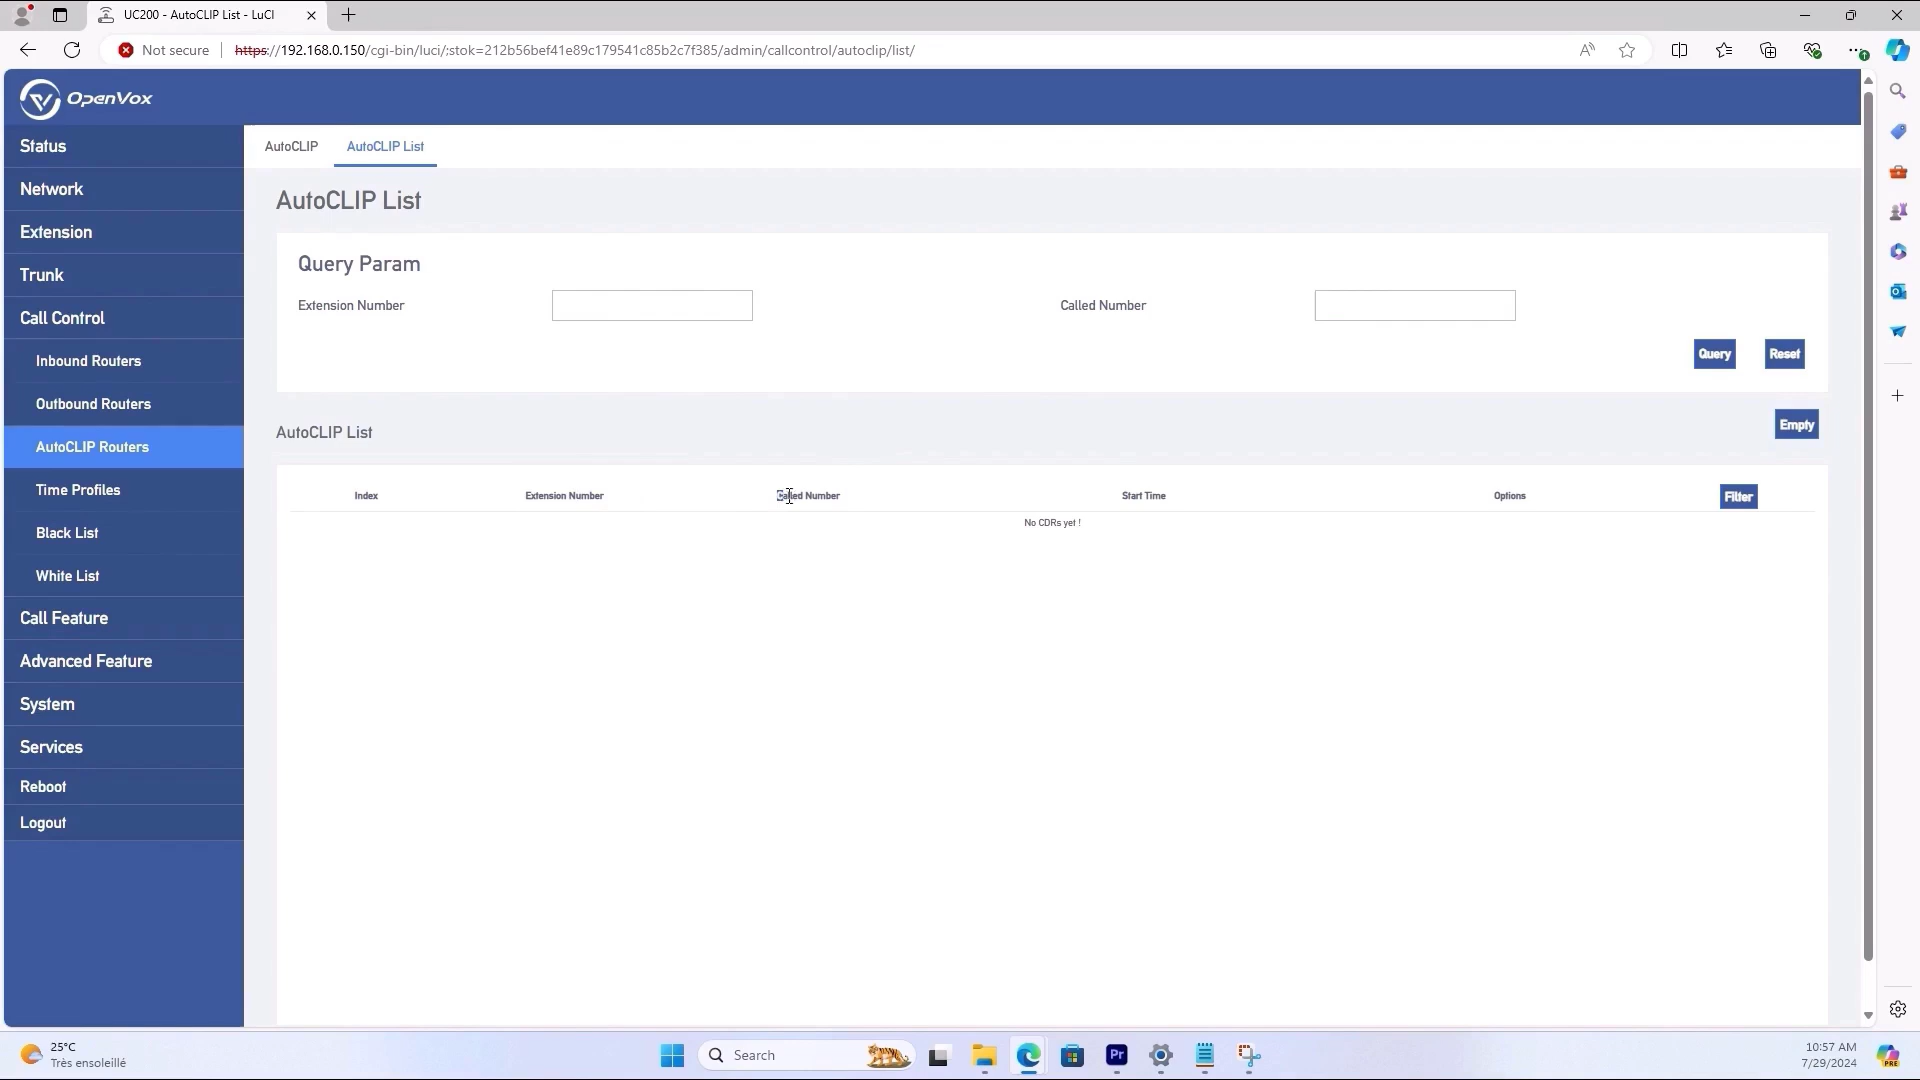 UC200 - AutoCLIP List - LuCI
Not secure
https://192.168.0.150/cgi-bin/luci/;stok=212b56bef41e89c179541c85b2c7f385/admin/callcontrol/autoclip/list/
OpenVox
Status
Network
Extension
Trunk
Call Control
Inbound Routers
Outbound Routers
AutoCLIP Routers
Time Profiles
Black List
White List
Call Feature
Advanced Feature
System
Services
Reboot
Logout
AutoCLIP AutoCLIP List
AutoCLIP List
Query Param
Extension Number Called Number
Query Reset
AutoCLIP List Empty
Index Extension Number Called Number Start Time Options Filter
No CDRs yet !
25°C
Très ensoleillé
Search
Pr
10:57 AM
7/29/2024
PRE